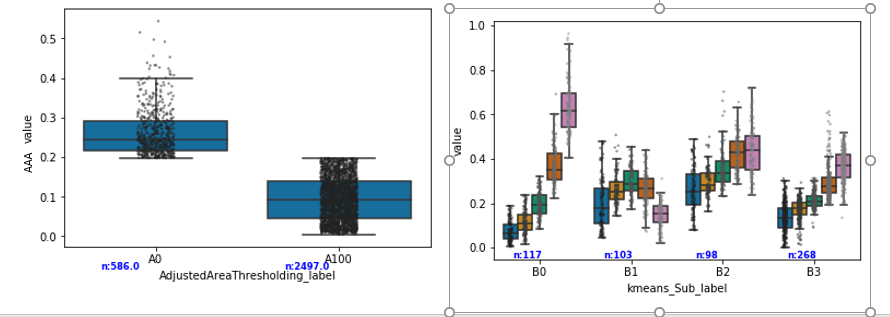 0.5
0.4
0.3
0.2
0.1
0.0
AAA value
A0
A100
n:586.0
n:2497.0
AdjustedAreaThresholding_label
1.0
0.8
0.6
0.4
0.2
0.0
value
n:117
n:103
n:98
n:268
B0
B1
B2
B3
kmeans_Sub_label